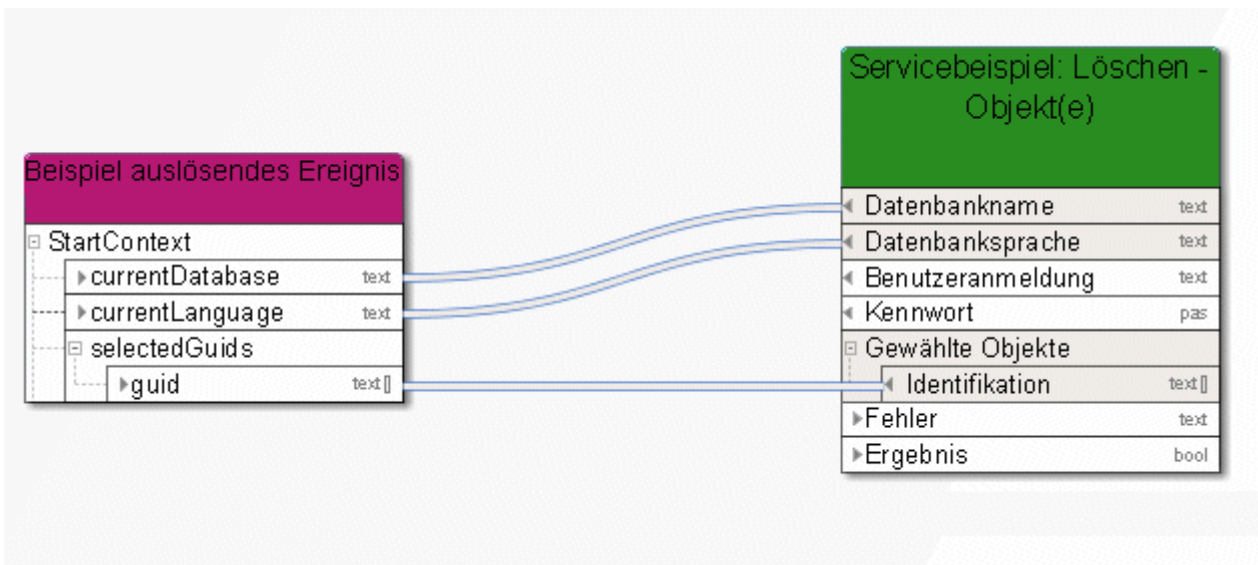 Beispiel auslösendes Ereignis
StartContext
currentDatabase text
currentLanguage text
selectedGuids
guid text[]
Servicebeispiel: Löschen -
Objekt(e)
Datenbankname text
Datenbanksprache text
Benutzeranmeldung text
Kennwort pas
Gewählte Objekte
Identifikation text[]
Fehler text
Ergebnis bool